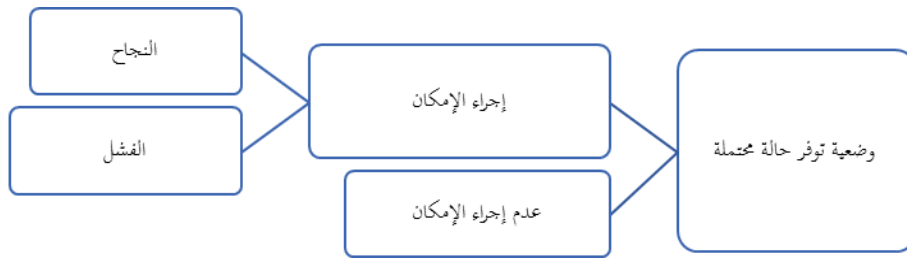 وضعية توفر حالة محتملة
إجراء الإمكان
عدم إجراء الإمكان
النجاح
الفشل